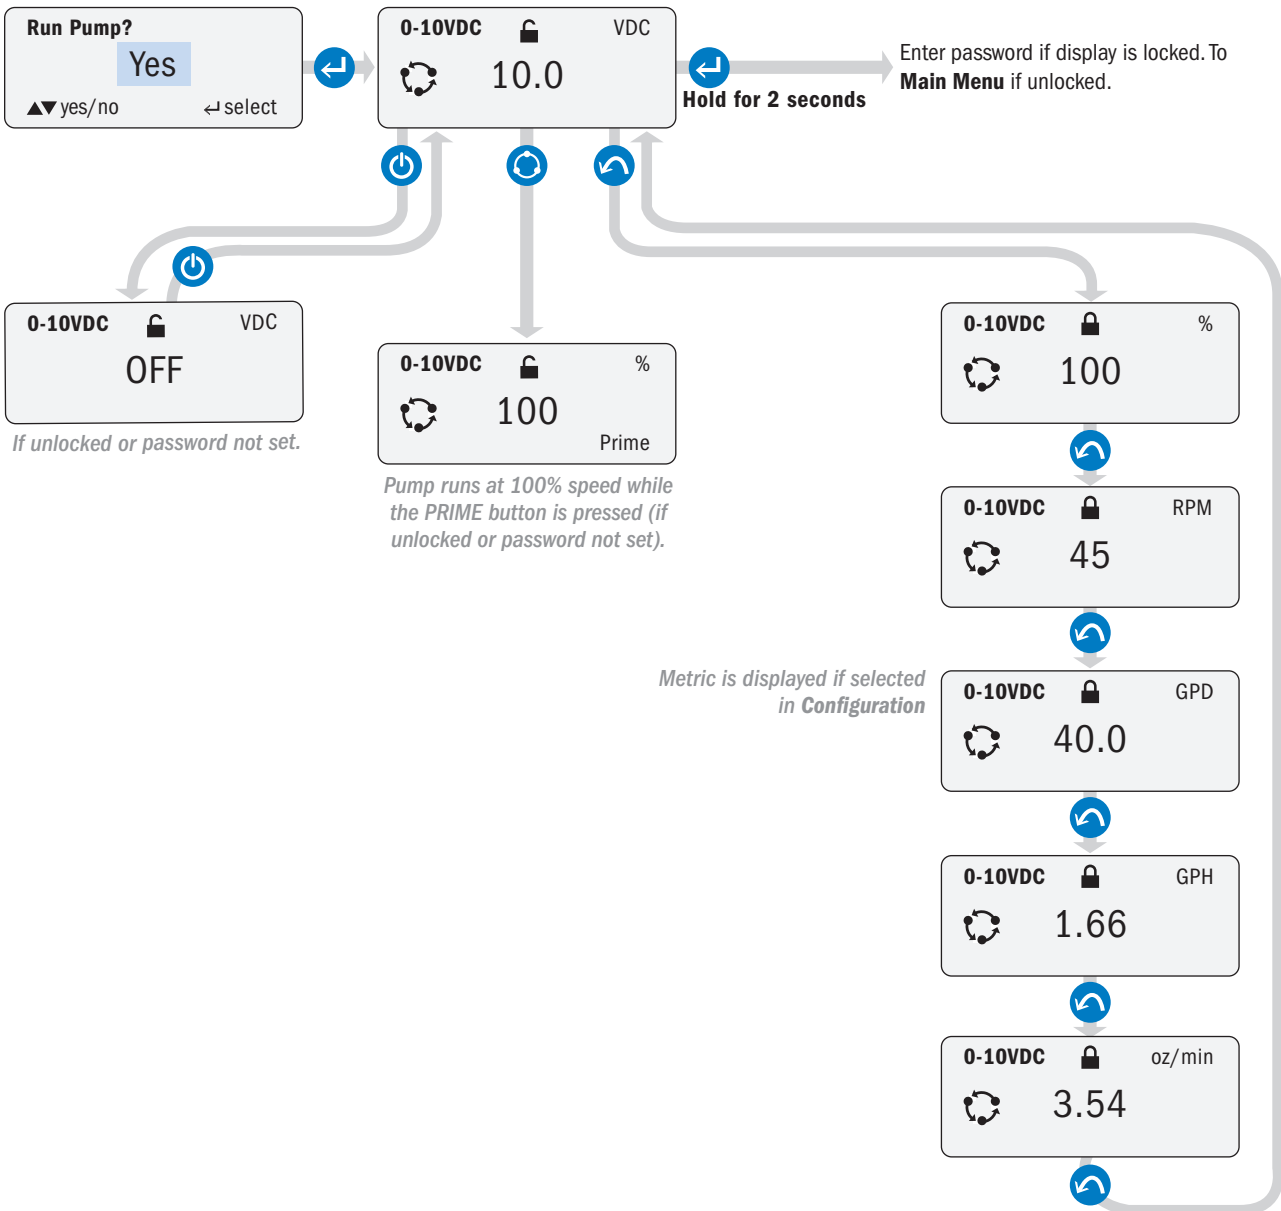 Run Pump?
Yes
▲▼ yes/no ↵ select
0-10VDC VDC
10.0
Hold for 2 seconds
Enter password if display is locked. To
Main Menu if unlocked.
0-10VDC VDC
OFF
If unlocked or password not set.
0-10VDC %
100
Prime
Pump runs at 100% speed while
the PRIME button is pressed (if
unlocked or password not set).
0-10VDC %
100
0-10VDC RPM
45
Metric is displayed if selected
in Configuration
0-10VDC GPD
40.0
0-10VDC GPH
1.66
0-10VDC oz/min
3.54